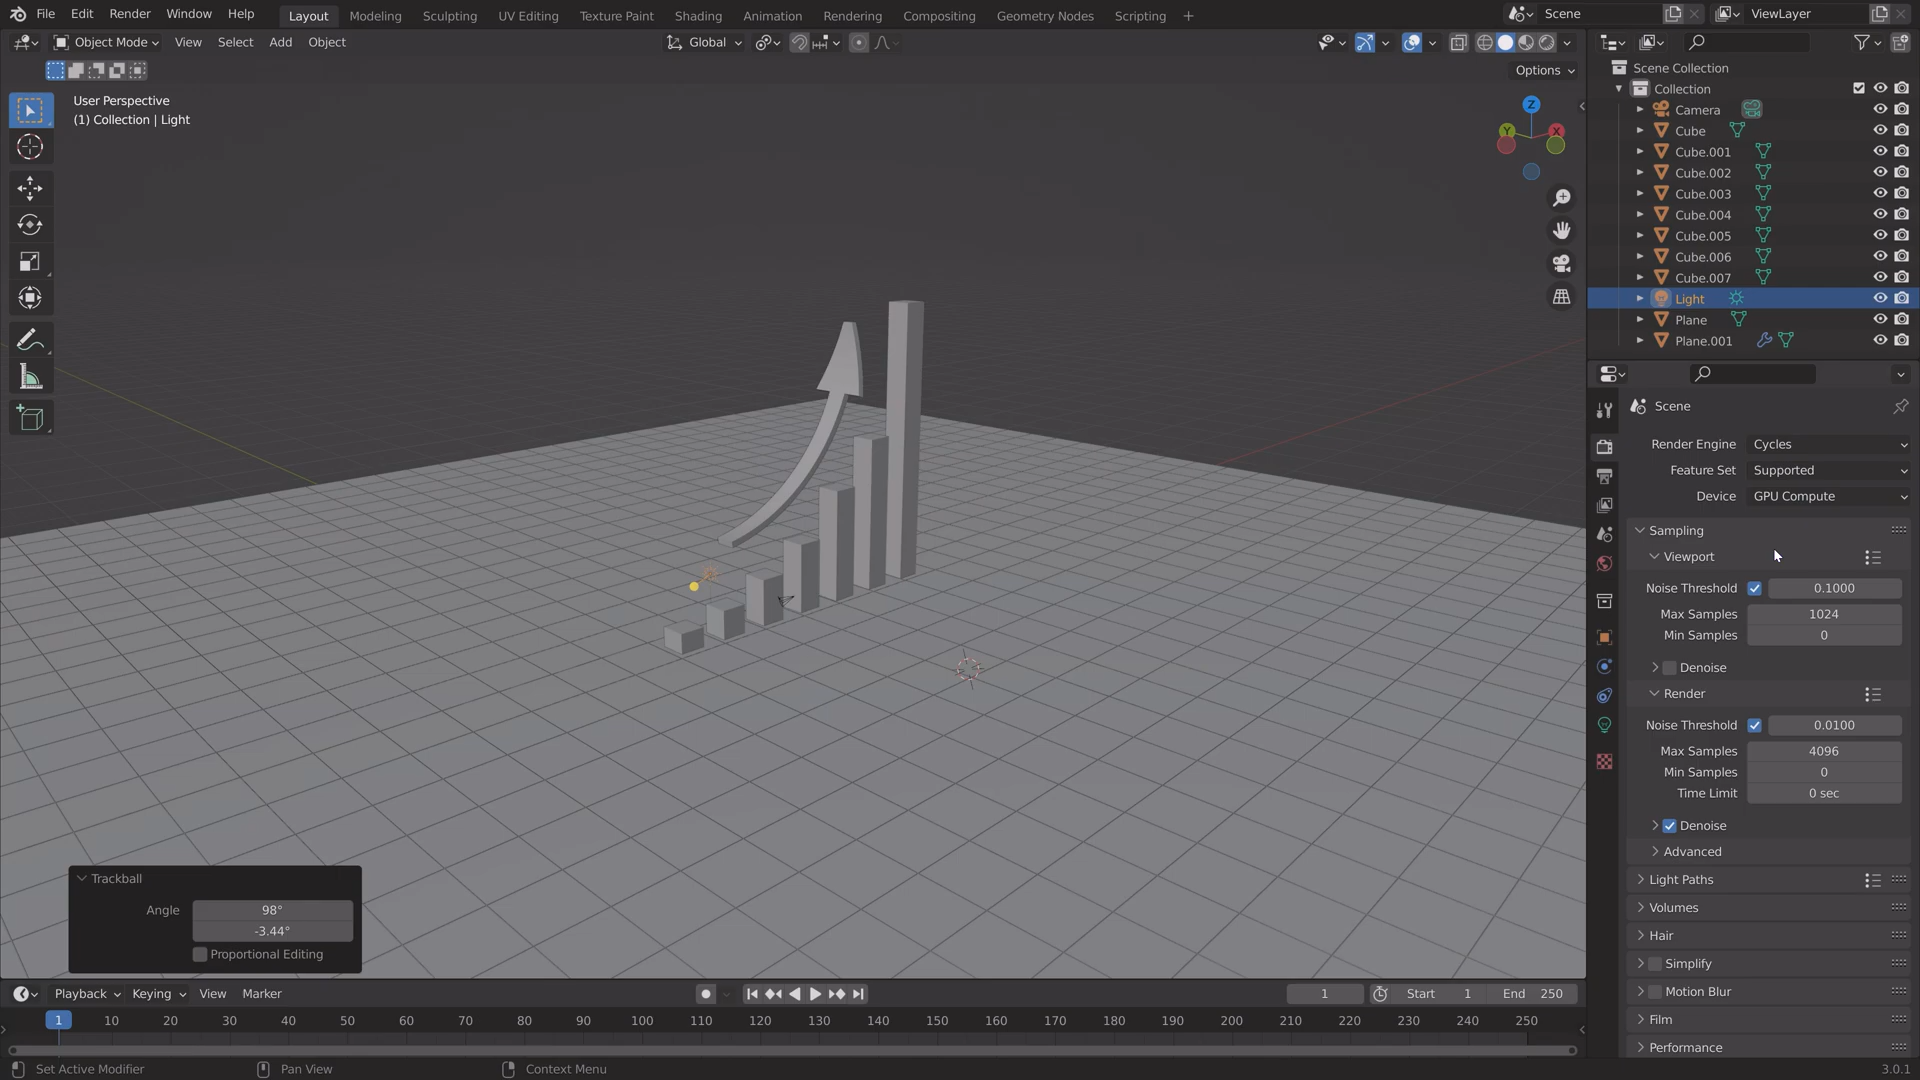 File Edit Render Window Help Layout Modeling Sculpting UV Editing Texture Paint Shading Animation Rendering Compositing Geometry Nodes Scripting + Scene ViewLayer
Object Mode View Select Add Object Global
Options
User Perspective
(1) Collection | Light
Z
Y X
Scene Collection
Collection
Camera
Cube
Cube.001
Cube.002
Cube.003
Cube.004
Cube.005
Cube.006
Cube.007
Light
Plane
Plane.001
Scene
Render Engine Cycles
Feature Set Supported
Device GPU Compute
Sampling
Viewport
Noise Threshold 0.1000
Max Samples 1024
Min Samples 0
Denoise
Render
Noise Threshold 0.0100
Max Samples 4096
Min Samples 0
Time Limit 0 sec
Denoise
Advanced
Light Paths
Volumes
Hair
Simplify
Motion Blur
Film
Performance
Trackball
Angle 98°
-3.44°
Proportional Editing
Playback Keying View Marker 1 Start 1 End 250
1 10 20 30 40 50 60 70 80 90 100 110 120 130 140 150 160 170 180 190 200 210 220 230 240 250
Set Active Modifier Pan View Context Menu 3.0.1